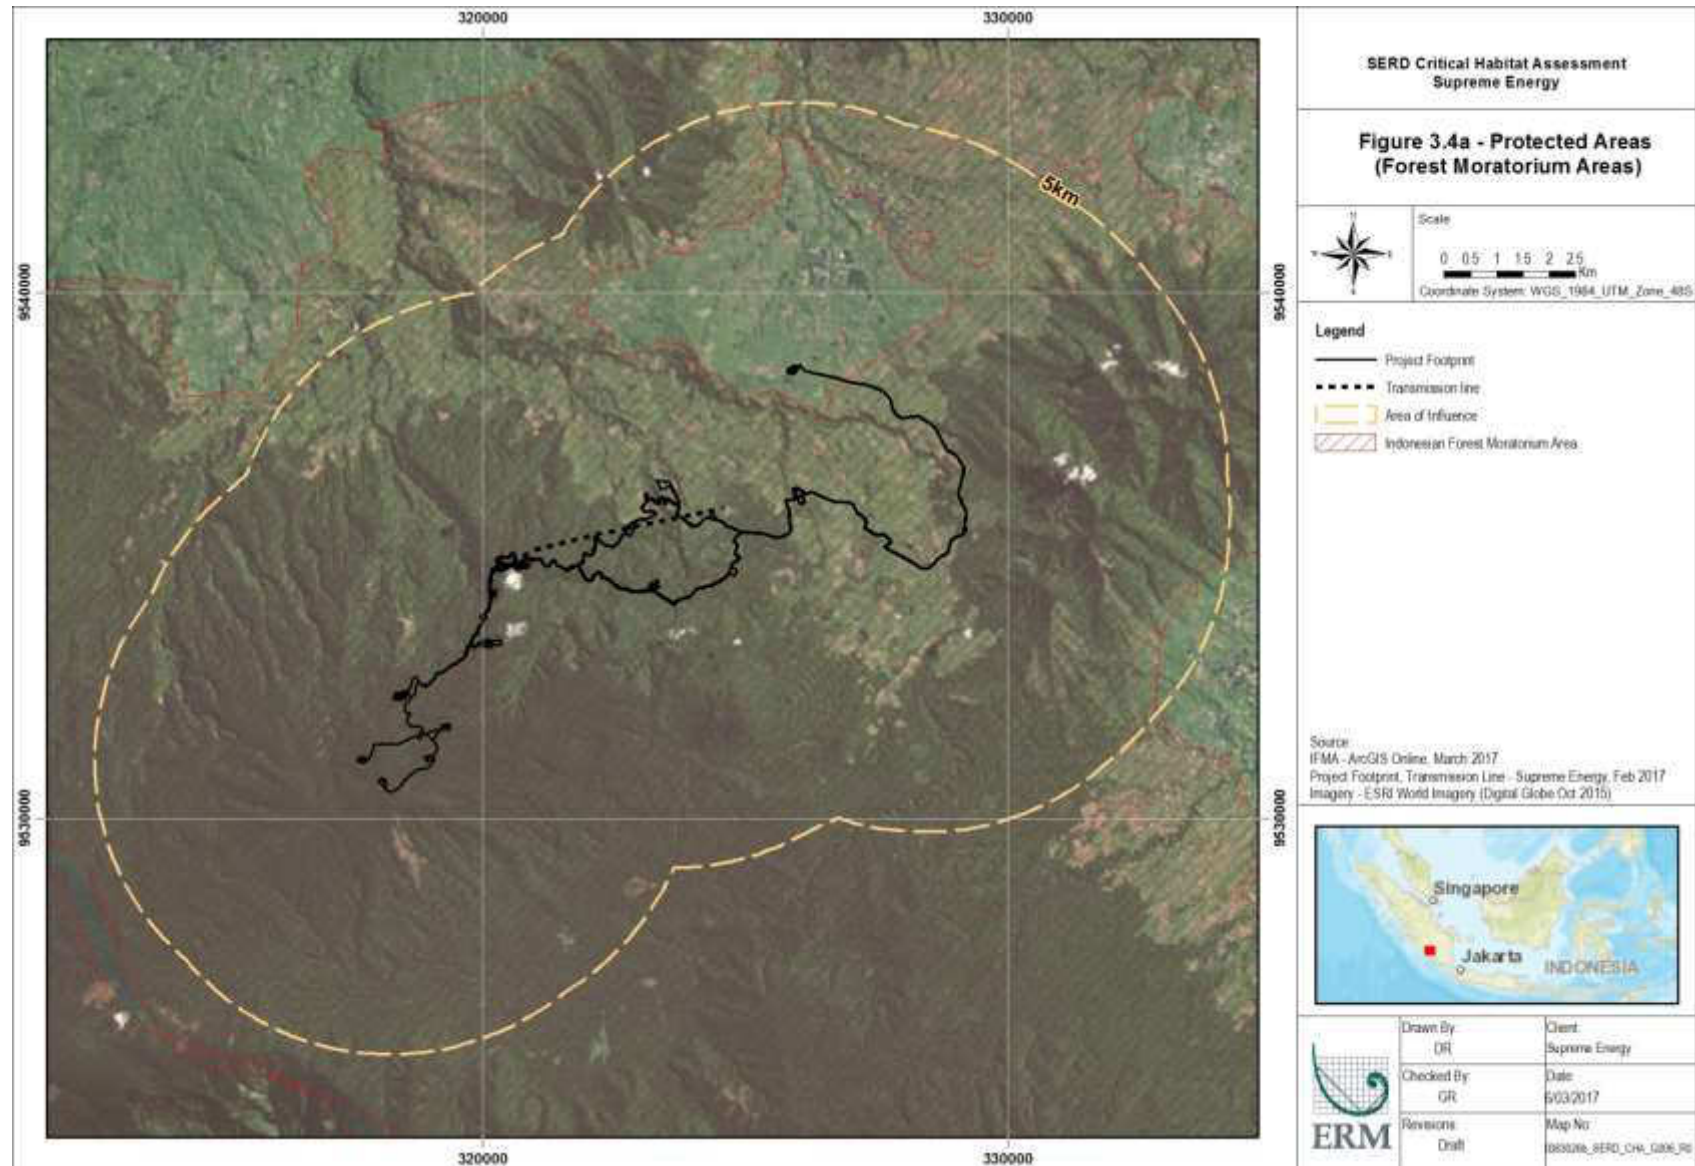 320000
330000
9540000
9530000
5km
9540000
9530000
320000
330000
SERD Critical Habitat Assessment
Supreme Energy
Figure 3.4a - Protected Areas
(Forest Moratorium Areas)
Scale
0 0.5 1 1.5 2 2.5
Km
Coordinate System: WGS_1984_UTM_Zone_48S
Legend
Project Footprint
Transmission line
Area of Influence
Indonesian Forest Moratorium Area
Source
IFMA - ArcGIS Online, March 2017
Project Footprint, Transmission Line - Supreme Energy, Feb 2017
Imagery - ESRI World Imagery (Digital Globe Oct 2015)
Singapore
Jakarta
INDONESIA
ERM
Drawn By
DR
Client
Supreme Energy
Checked By
GR
Date
6/03/2017
Revisions
Draft
Map No